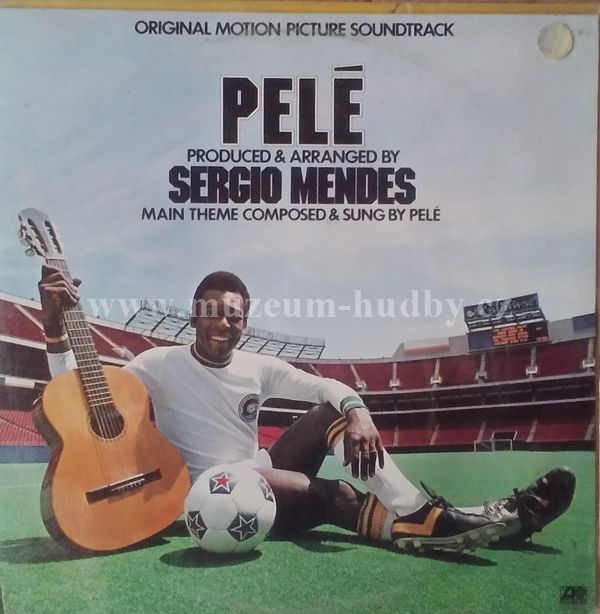 ORIGINAL MOTION PICTURE SOUNDTRACK
PELÉ
PRODUCED & ARRANGED BY
SERGIO MENDES
MAIN THEME COMPOSED & SUNG BY PELÉ
www.muzeum-hudby.cz